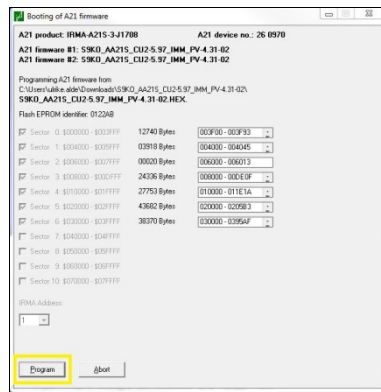 Booting of A21 firmware
A21 product: IRMA-A21S-3-J1708 A21 device no.: 26 0970
A21 firmware #1: S9K0_AA21S_CU2-5.97_IMM_PV-4.31-02
A21 firmware #2: S9K0_AA21S_CU2-5.97_IMM_PV-4.31-02
Programming A21 firmware from
C:\Users\ulrike.alde\Downloads\S9K0_AA21S_CU2-5.97_IMM_PV-4.31-02\
S9K0_AA21S_CU2-5.97_IMM_PV-4.31-02.HEX.
Flash EPROM identifier: 0122AB
Sector 0: $000000 - $003FFF 12740 Bytes 003F00 - 003F93
Sector 1: $004000 - $005FFF 03918 Bytes 004000 - 004045
Sector 2: $006000 - $007FFF 00020 Bytes 006000 - 006013
Sector 3: $008000 - $00FFFF 24336 Bytes 008000 - 00DE0F
Sector 4: $010000 - $01FFFF 27753 Bytes 010000 - 011E1A
Sector 5: $020000 - $02FFFF 43682 Bytes 020000 - 0205B3
Sector 6: $030000 - $03FFFF 38370 Bytes 030000 - 0395AF
Sector 7: $040000 - $04FFFF
Sector 8: $050000 - $05FFFF
Sector 9: $060000 - $06FFFF
Sector 10: $070000 - $07FFFF
IRMA Address:
1
Program Abort